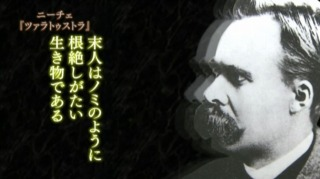 ニーチェ
『ツァラトゥストラ』
末人はノミのように
根絶しがたい
生き物である